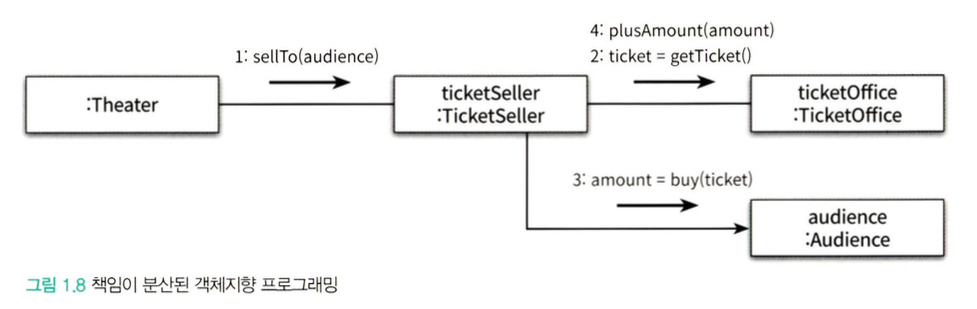 4: plusAmount(amount)
1: sellTo(audience)
2: ticket = getTicket()
:Theater
ticketSeller
:TicketSeller
ticketOffice
:TicketOffice
3: amount = buy(ticket)
audience
:Audience
그림 1.8 책임이 분산된 객체지향 프로그래밍